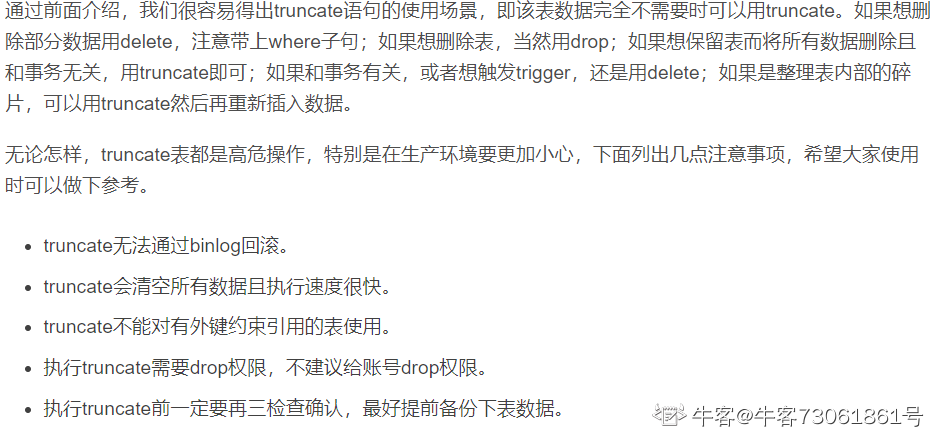 通过前面介绍，我们很容易得出truncate语句的使用场景，即该表数据完全不需要时可以用truncate。如果想删
除部分数据用delete，注意带上where子句；如果想删除表，当然用drop；如果想保留表而将所有数据删除且
和事务无关，用truncate即可；如果和事务有关，或者想触发trigger，还是用delete；如果是整理表内部的碎
片，可以用truncate然后再重新插入数据。
无论怎样，truncate表都是高危操作，特别是在生产环境要更加小心，下面列出几点注意事项，希望大家使用
时可以做下参考。
• truncate无法通过binlog回滚。
• truncate会清空所有数据且执行速度很快。
• truncate不能对有外键约束引用的表使用。
• 执行truncate需要drop权限，不建议给账号drop权限。
• 执行truncate前一定要再三检查确认，最好提前备份下表数据。
牛客@牛客73061861号